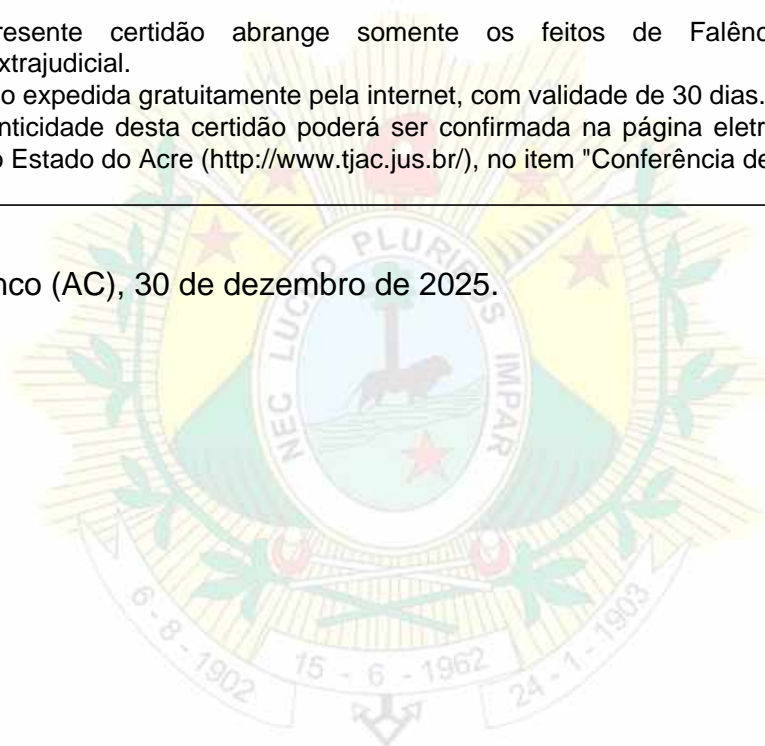 resente certidão abrange somente os feitos de Falênc
xtrajudicial.
o expedida gratuitamente pela internet, com validade de 30 dias.
nticidade desta certidão poderá ser confirmada na página eletr
o Estado do Acre (http://www.tjac.jus.br/), no item "Conferência de
nco (AC), 30 de dezembro de 2025.
NEC LUCEO PLURIBUS IMPAR
6 - 8 - 1902
15 - 6 - 1962
24 - 1 - 1903